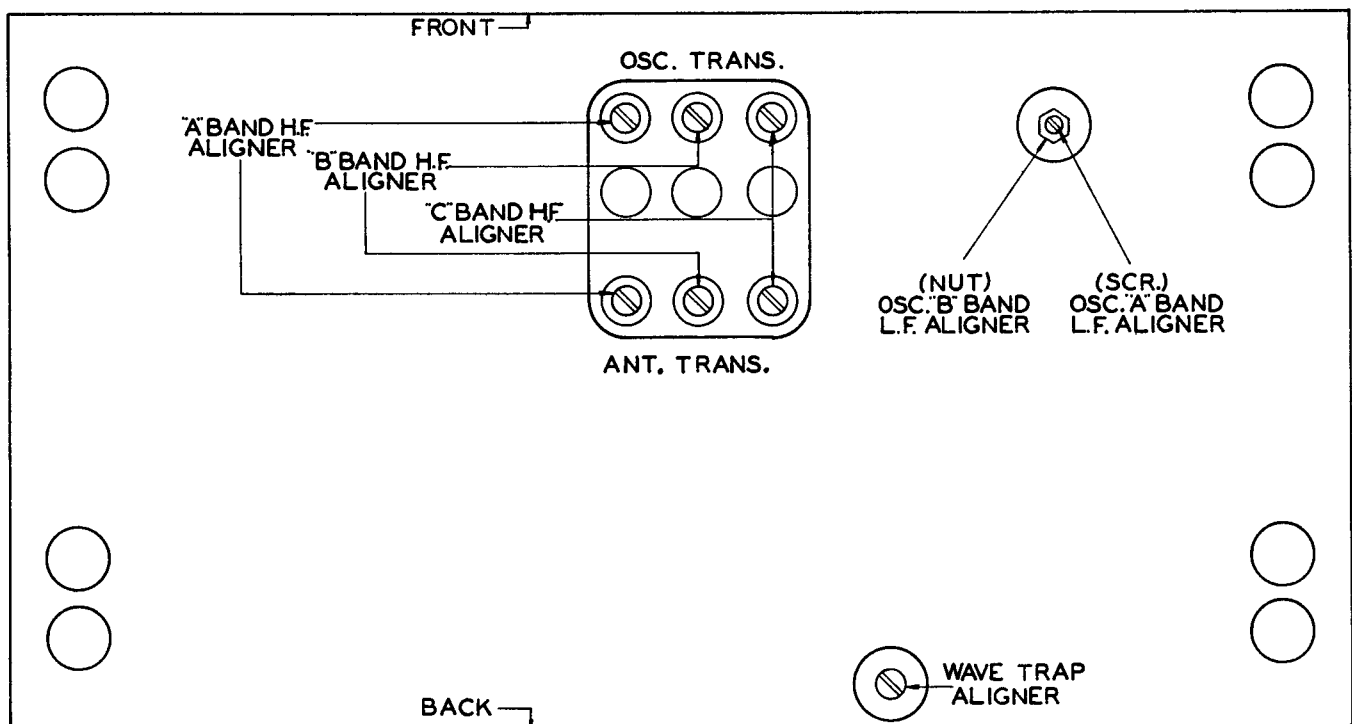 FRONT
OSC. TRANS.
"A" BAND H.F.
ALIGNER
"B" BAND H.F.
ALIGNER
"C" BAND H.F.
ALIGNER
(NUT)
OSC. "B" BAND
L.F. ALIGNER
(SCR.)
OSC. "A" BAND
L.F. ALIGNER
ANT. TRANS.
WAVE TRAP
ALIGNER
BACK